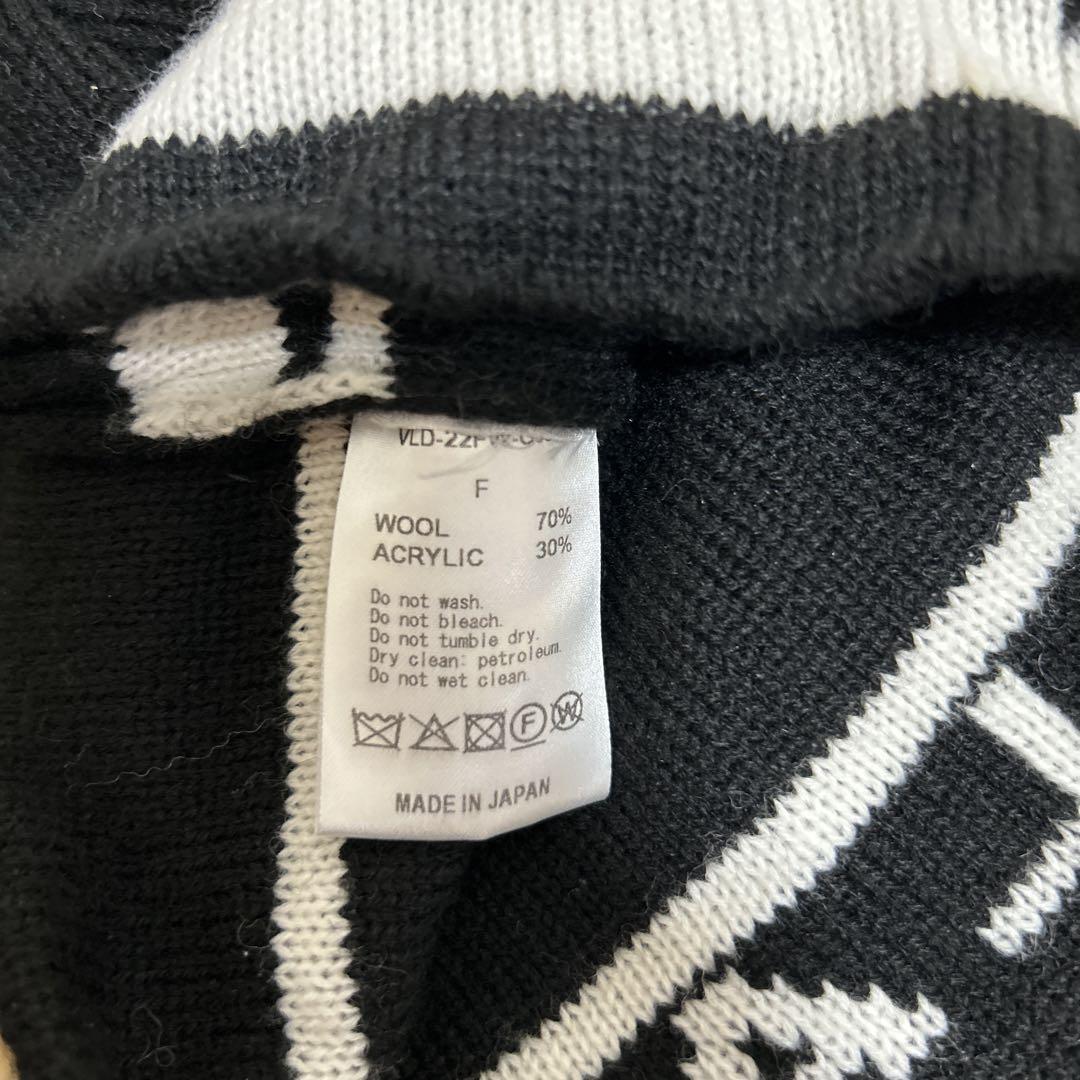 F
WOOL 70%
ACRYLIC 30%
Do not wash.
Do not bleach.
Do not tumble dry.
Dry clean: petroleum.
Do not wet clean.
F W
MADE IN JAPAN